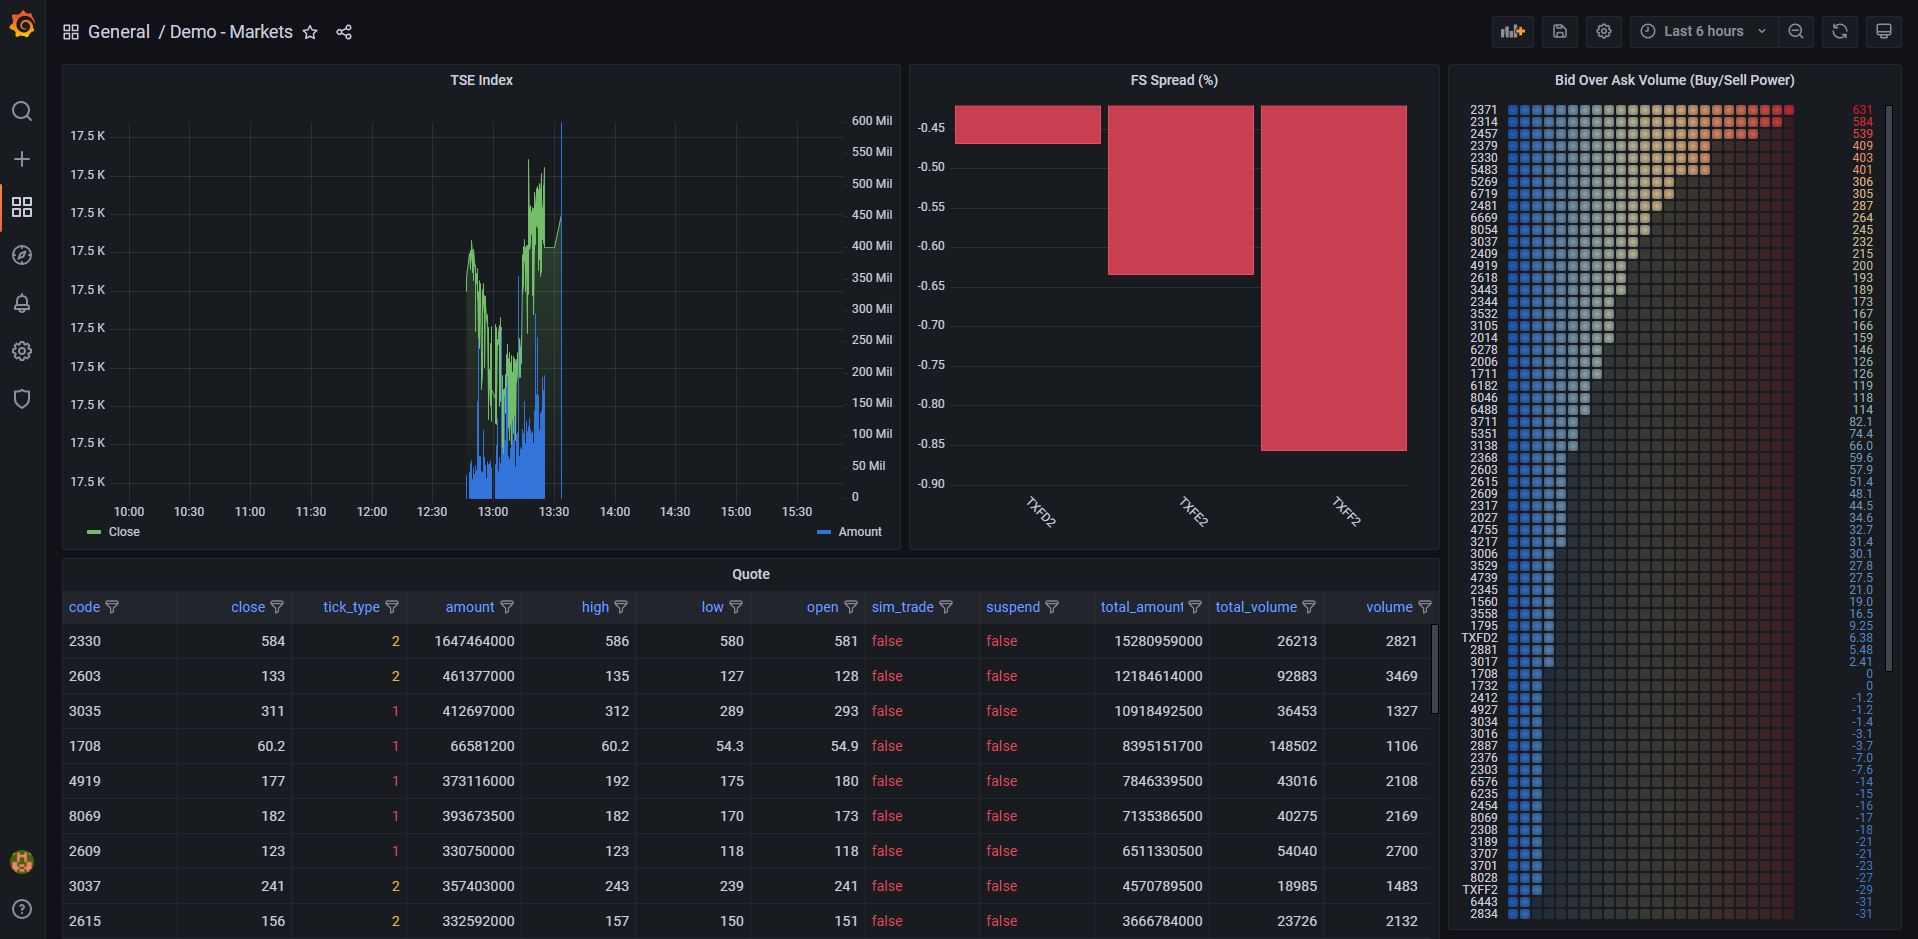 General / Demo - Markets
Last 6 hours
TSE Index
17.5 K
17.5 K
17.5 K
17.5 K
17.5 K
17.5 K
17.5 K
17.5 K
17.5 K
17.5 K
600 Mil
550 Mil
500 Mil
450 Mil
400 Mil
350 Mil
300 Mil
250 Mil
200 Mil
150 Mil
100 Mil
50 Mil
0
10:00 10:30 11:00 11:30 12:00 12:30 13:00 13:30 14:00 14:30 15:00 15:30
Close Amount
FS Spread (%)
-0.45
-0.50
-0.55
-0.60
-0.65
-0.70
-0.75
-0.80
-0.85
-0.90
TXFD2 TXFE2 TXFF2
Quote
code close tick_type amount high low open sim_trade suspend total_amount total_volume volume
2330 584 2 1647464000 586 580 581 false false 15280959000 26213 2821
2603 133 2 461377000 135 127 128 false false 12184614000 92883 3469
3035 311 1 412697000 312 289 293 false false 10918492500 36453 1327
1708 60.2 1 66581200 60.2 54.3 54.9 false false 8395151700 148502 1106
4919 177 1 373116000 192 175 180 false false 7846339500 43016 2108
8069 182 1 393673500 182 170 173 false false 7135386500 40275 2169
2609 123 1 330750000 123 118 118 false false 6511330500 54040 2700
3037 241 2 357403000 243 239 241 false false 4570789500 18985 1483
2615 156 2 332592000 157 150 151 false false 3666784000 23726 2132
Bid Over Ask Volume (Buy/Sell Power)
2371 631
2314 584
2457 539
2379 409
2330 403
5483 401
5269 306
6719 305
2481 287
6669 264
8054 245
3037 232
2409 215
4919 200
2618 193
3443 189
2344 173
3532 167
3105 166
2014 159
6278 146
2006 126
1711 126
6182 119
8046 118
6488 114
3711 82.1
5351 74.4
3138 66.0
2368 59.6
2603 57.9
2615 51.4
2609 48.1
2317 44.5
2027 34.6
4755 32.7
3217 31.4
3006 30.1
3529 27.8
4739 27.5
2345 21.0
1560 19.0
3558 16.5
1795 9.25
TXFD2 6.38
2881 5.48
3017 2.41
1708 0
1732 0
2412 -1.2
4927 -1.2
3034 -1.4
3016 -3.1
2887 -3.7
2376 -7.0
2303 -7.6
6576 -14
6235 -15
2454 -16
8069 -17
2308 -18
3189 -21
3707 -21
3701 -23
8028 -27
TXFF2 -29
6443 -31
2834 -31